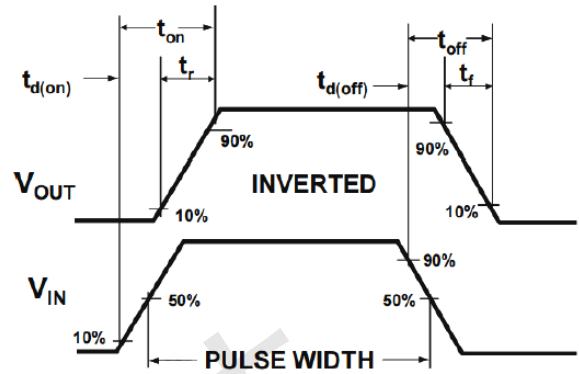 t_on
t_off
t_d(on)
t_r
t_d(off)
t_f
90%
90%
V_OUT
INVERTED
10%
10%
90%
V_IN
50%
50%
10%
PULSE WIDTH